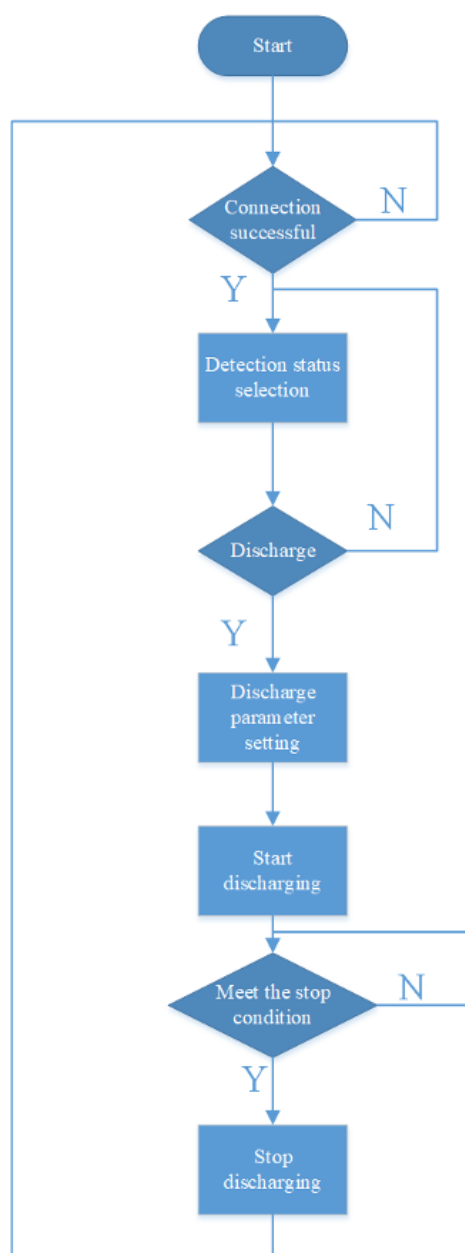 Start
Connection
successful
N
Y
Detection status
selection
Discharge
N
Y
Discharge
parameter
setting
Start
discharging
Meet the stop
condition
N
Y
Stop
discharging